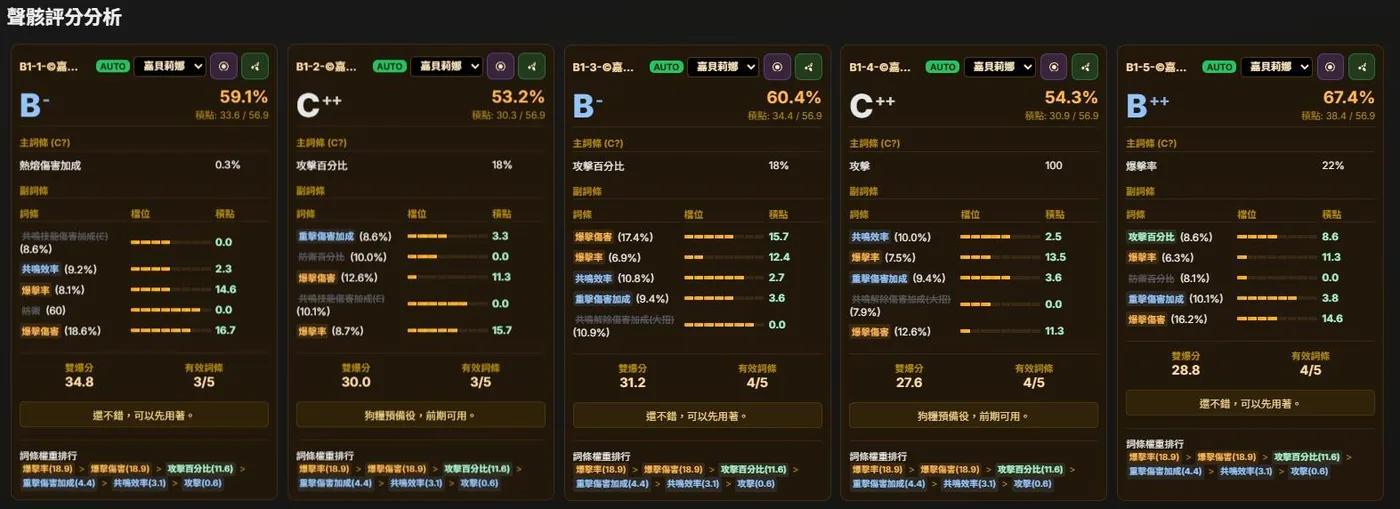 聲骸評分分析
B1-1-©嘉...
AUTO
嘉貝莉娜
B-
59.1%
積點: 33.6 / 56.9
主詞條 (C?)
熱熔傷害加成 0.3%
副詞條
詞條 檔位 積點
共鳴技能傷害加成(E) (8.6%) 0.0
共鳴效率 (9.2%) 2.3
爆擊率 (8.1%) 14.6
防禦 (60) 0.0
爆擊傷害 (18.6%) 16.7
雙爆分 有效詞條
34.8 3/5
還不錯，可以先用著。
詞條權重排行
爆擊率(18.9) > 爆擊傷害(18.9) > 攻擊百分比(11.6) >
重擊傷害加成(4.4) > 共鳴效率(3.1) > 攻擊(0.6)
B1-2-©嘉...
AUTO
嘉貝莉娜
C++
53.2%
積點: 30.3 / 56.9
主詞條 (C?)
攻擊百分比 18%
副詞條
詞條 檔位 積點
重擊傷害加成 (8.6%) 3.3
防禦百分比 (10.0%) 0.0
爆擊傷害 (12.6%) 11.3
共鳴技能傷害加成(E) (10.1%) 0.0
爆擊率 (8.7%) 15.7
雙爆分 有效詞條
30.0 3/5
狗糧預備役，前期可用。
詞條權重排行
爆擊率(18.9) > 爆擊傷害(18.9) > 攻擊百分比(11.6) >
重擊傷害加成(4.4) > 共鳴效率(3.1) > 攻擊(0.6)
B1-3-©嘉...
AUTO
嘉貝莉娜
B-
60.4%
積點: 34.4 / 56.9
主詞條 (C?)
攻擊百分比 18%
副詞條
詞條 檔位 積點
爆擊傷害 (17.4%) 15.7
爆擊率 (6.9%) 12.4
共鳴效率 (10.8%) 2.7
重擊傷害加成 (9.4%) 3.6
共鳴解除傷害加成(大招) (10.9%) 0.0
雙爆分 有效詞條
31.2 4/5
還不錯，可以先用著。
詞條權重排行
爆擊率(18.9) > 爆擊傷害(18.9) > 攻擊百分比(11.6) >
重擊傷害加成(4.4) > 共鳴效率(3.1) > 攻擊(0.6)
B1-4-©嘉...
AUTO
嘉貝莉娜
C++
54.3%
積點: 30.9 / 56.9
主詞條 (C?)
攻擊 100
副詞條
詞條 檔位 積點
共鳴效率 (10.0%) 2.5
爆擊率 (7.5%) 13.5
重擊傷害加成 (9.4%) 3.6
共鳴解除傷害加成(大招) (7.9%) 0.0
爆擊傷害 (12.6%) 11.3
雙爆分 有效詞條
27.6 4/5
狗糧預備役，前期可用。
詞條權重排行
爆擊率(18.9) > 爆擊傷害(18.9) > 攻擊百分比(11.6) >
重擊傷害加成(4.4) > 共鳴效率(3.1) > 攻擊(0.6)
B1-5-©嘉...
AUTO
嘉貝莉娜
B++
67.4%
積點: 38.4 / 56.9
主詞條 (C?)
爆擊率 22%
副詞條
詞條 檔位 積點
攻擊百分比 (8.6%) 8.6
爆擊率 (6.3%) 11.3
防禦百分比 (8.1%) 0.0
重擊傷害加成 (10.1%) 3.8
爆擊傷害 (16.2%) 14.6
雙爆分 有效詞條
28.8 4/5
還不錯，可以先用著。
詞條權重排行
爆擊率(18.9) > 爆擊傷害(18.9) > 攻擊百分比(11.6) >
重擊傷害加成(4.4) > 共鳴效率(3.1) > 攻擊(0.6)